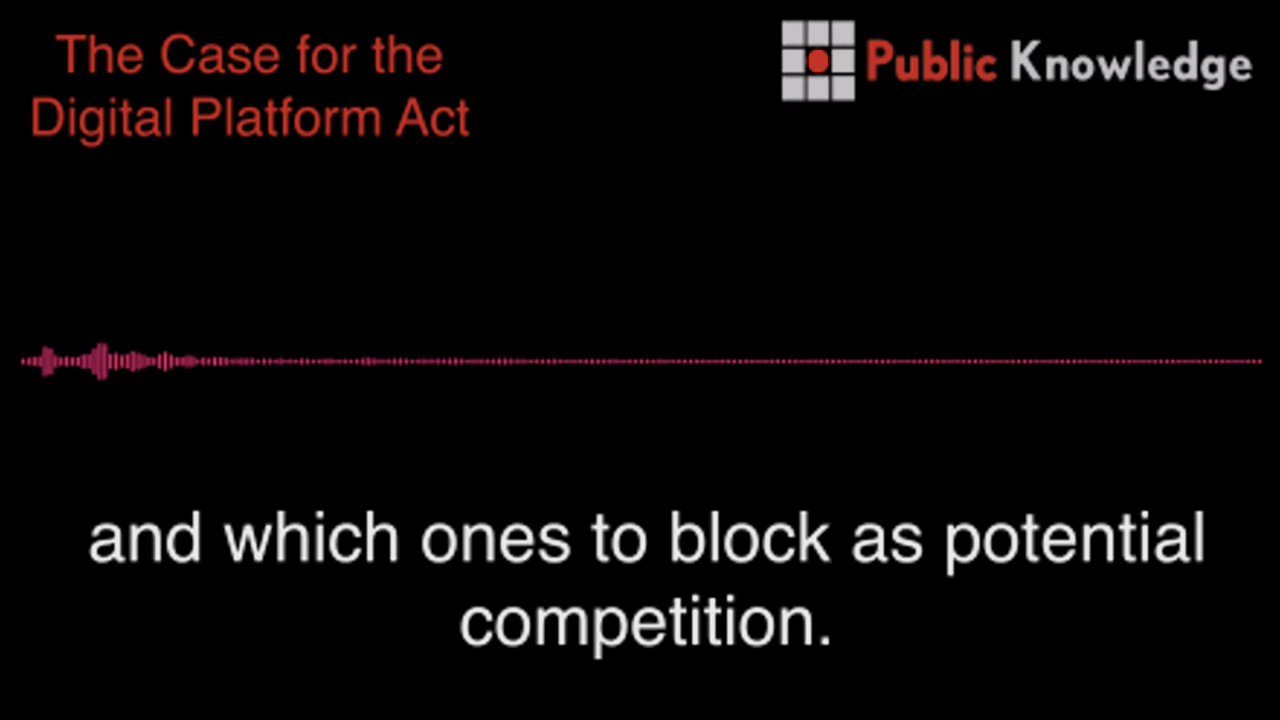 The Case for the
Digital Platform Act
Public Knowledge
and which ones to block as potential
competition.